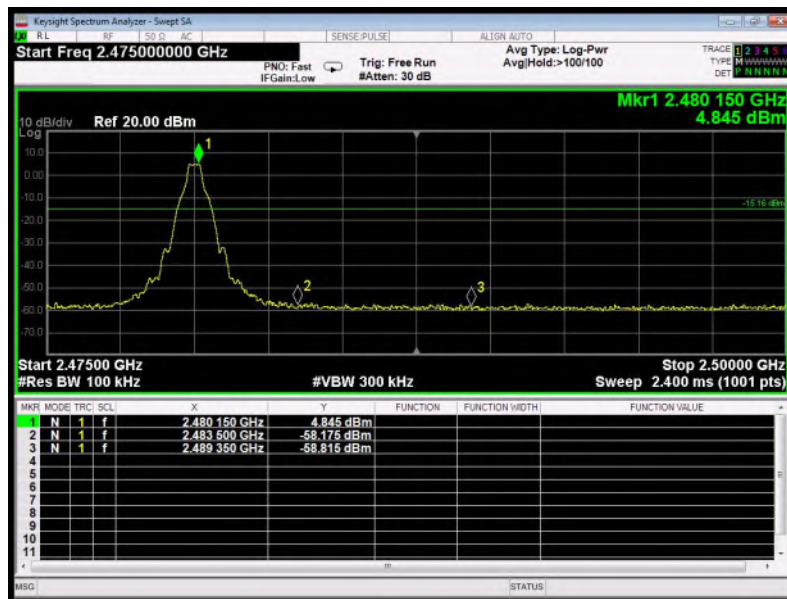 Keysight Spectrum Analyzer - Swept SA
RL RF 50 Ω AC SENSE:PULSE ALIGN AUTO
Start Freq 2.475000000 GHz
PNO: Fast
IFGain:Low
Trig: Free Run
#Atten: 30 dB
Avg Type: Log-Pwr
Avg|Hold:>100/100
TRACE 1 2 3 4 5 6
TYPE M WWWWW
DET P N N N N N
Mkr1 2.480 150 GHz
4.845 dBm
10 dB/div Ref 20.00 dBm
Log
10.0
0.00
-10.0
-20.0
-30.0
-40.0
-50.0
-60.0
-70.0
1
-15.16 dBm
2
3
Start 2.47500 GHz Stop 2.50000 GHz
#Res BW 100 kHz #VBW 300 kHz Sweep 2.400 ms (1001 pts)
MKR MODE TRC SCL X Y FUNCTION FUNCTION WIDTH FUNCTION VALUE
1 N 1 f 2.480 150 GHz 4.845 dBm
2 N 1 f 2.483 500 GHz -58.175 dBm
3 N 1 f 2.489 350 GHz -58.815 dBm
4
5
6
7
8
9
10
11
MSG STATUS